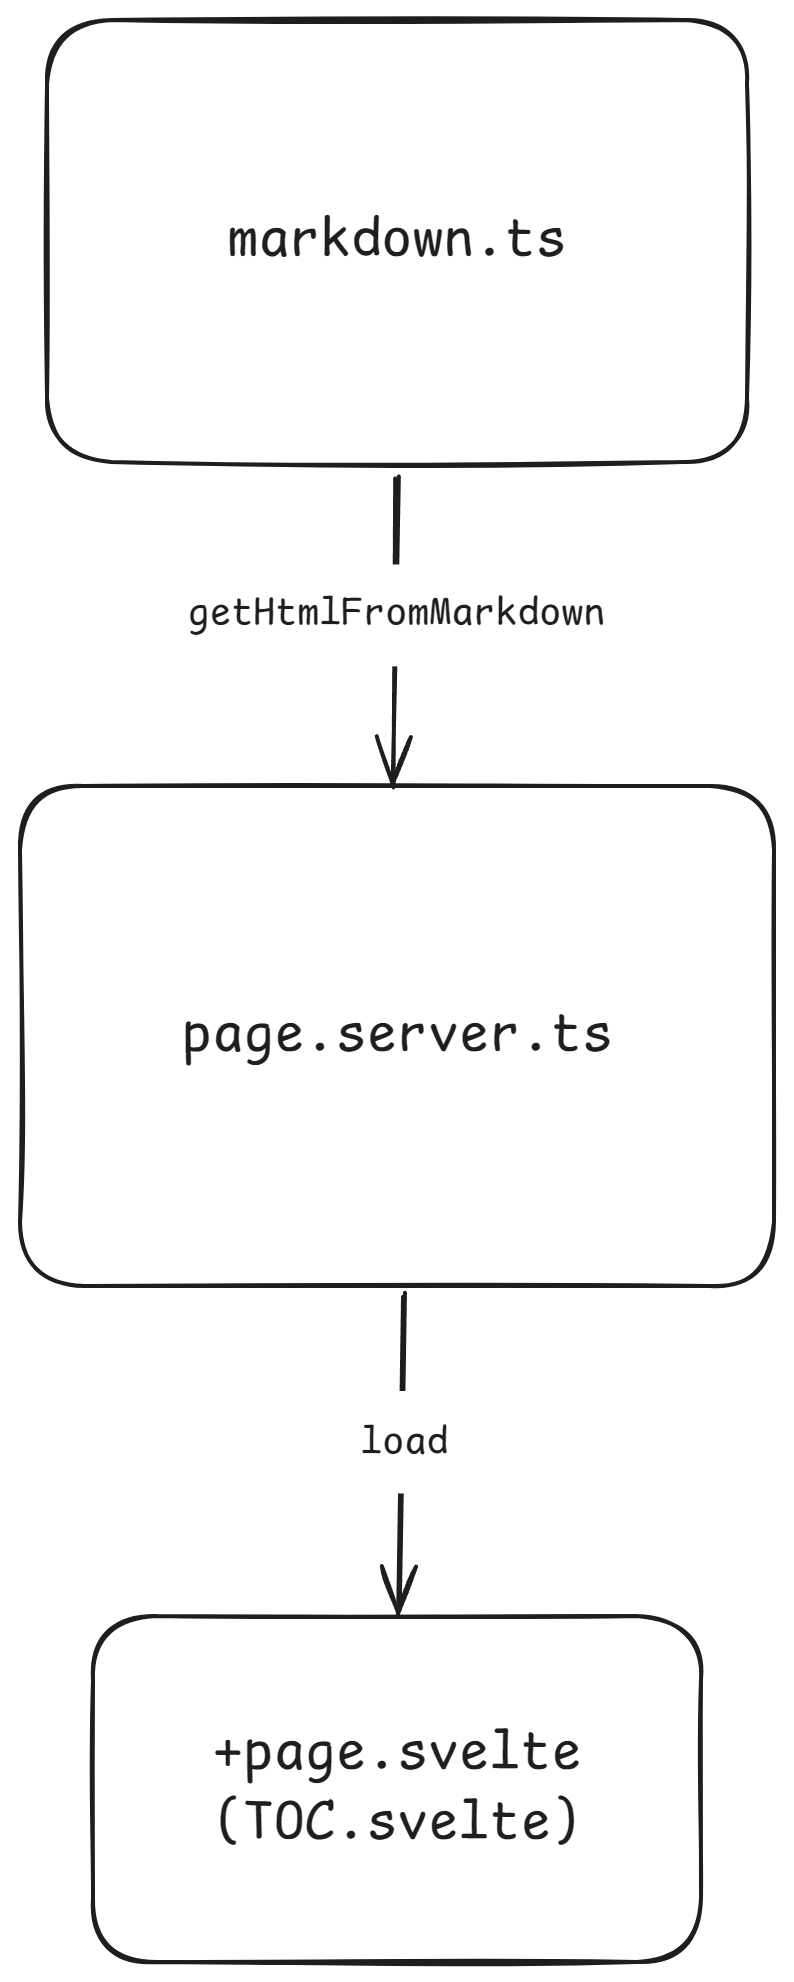 markdown.ts
getHtmlFromMarkdown
page.server.ts
load
+page.svelte
(TOC.svelte)